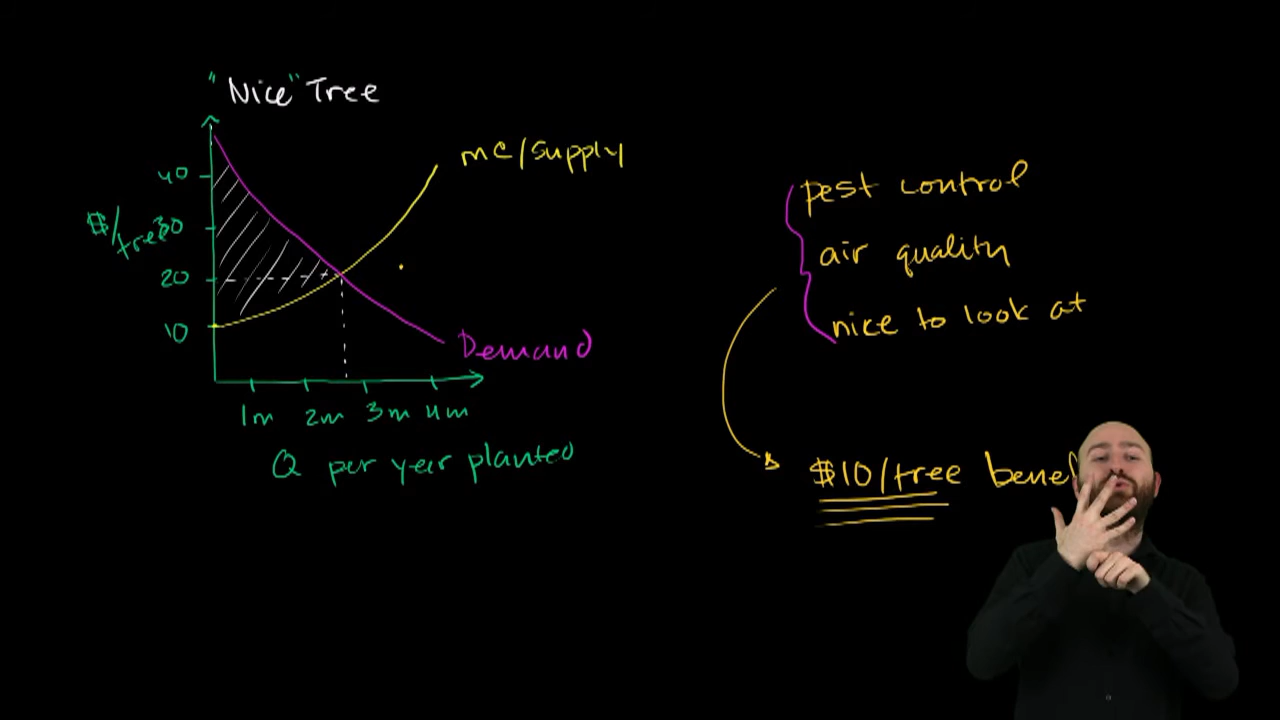 "Nice" Tree
40
$/tree
30
20
10
MC/supply
Demand
1m 2m 3m 4m
Q per year planted
pest control
air quality
nice to look at
$10/tree